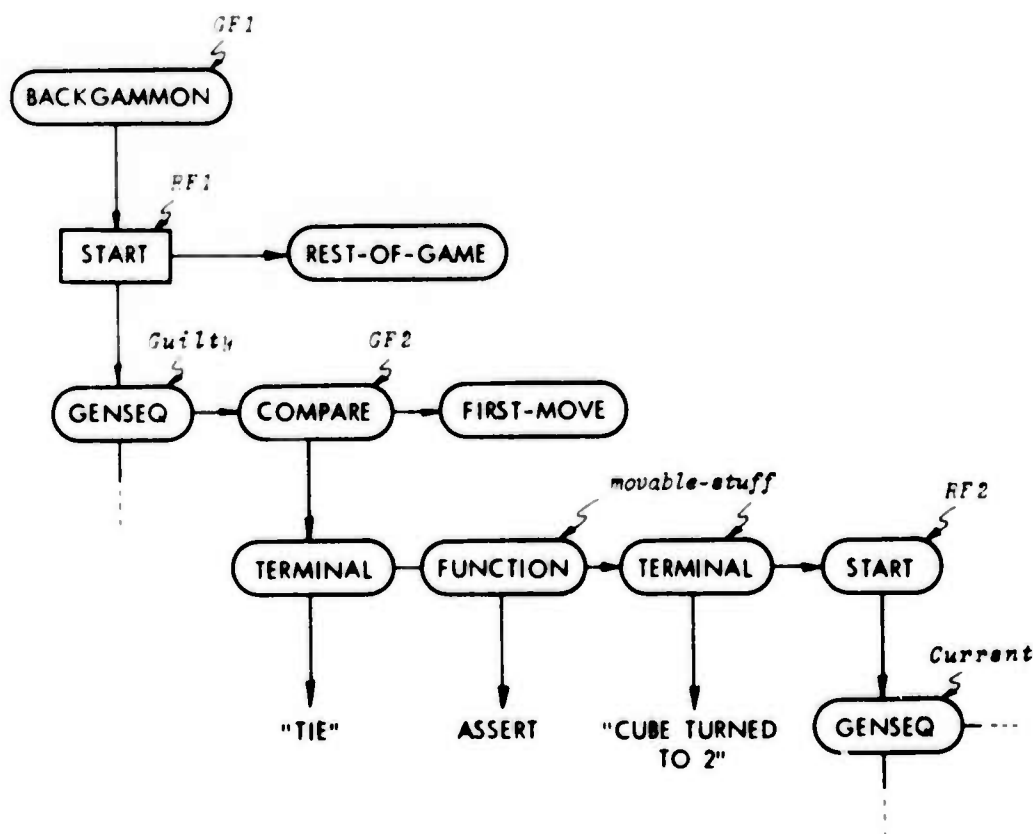 GF1
BACKGAMMON
RF1
START
REST-OF-GAME
Guilty
GF2
GENSEQ
COMPARE
FIRST-MOVE
movable-stuff
RF2
TERMINAL
FUNCTION
TERMINAL
START
Current
"TIE"
ASSERT
"CUBE TURNED
TO 2"
GENSEQ